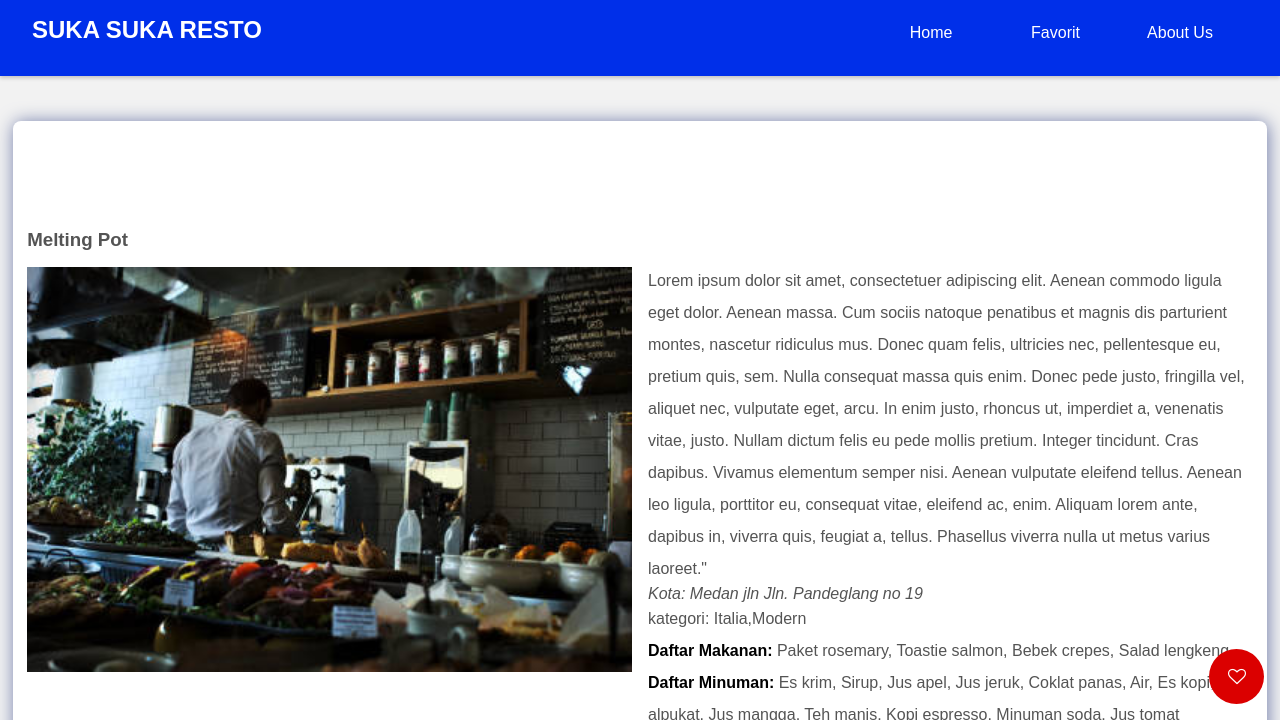 SUKA SUKA RESTO
Home
Favorit
About Us
Melting Pot
Lorem ipsum dolor sit amet, consectetuer adipiscing elit. Aenean commodo ligula
eget dolor. Aenean massa. Cum sociis natoque penatibus et magnis dis parturient
montes, nascetur ridiculus mus. Donec quam felis, ultricies nec, pellentesque eu,
pretium quis, sem. Nulla consequat massa quis enim. Donec pede justo, fringilla vel,
aliquet nec, vulputate eget, arcu. In enim justo, rhoncus ut, imperdiet a, venenatis
vitae, justo. Nullam dictum felis eu pede mollis pretium. Integer tincidunt. Cras
dapibus. Vivamus elementum semper nisi. Aenean vulputate eleifend tellus. Aenean
leo ligula, porttitor eu, consequat vitae, eleifend ac, enim. Aliquam lorem ante,
dapibus in, viverra quis, feugiat a, tellus. Phasellus viverra nulla ut metus varius
laoreet."
Kota: Medan jln Jln. Pandeglang no 19
kategori: Italia,Modern
Daftar Makanan: Paket rosemary, Toastie salmon, Bebek crepes, Salad lengkeng
Daftar Minuman: Es krim, Sirup, Jus apel, Jus jeruk, Coklat panas, Air, Es kopi
alpukat, Jus mangga, Teh manis, Kopi espresso, Minuman soda, Jus tomat